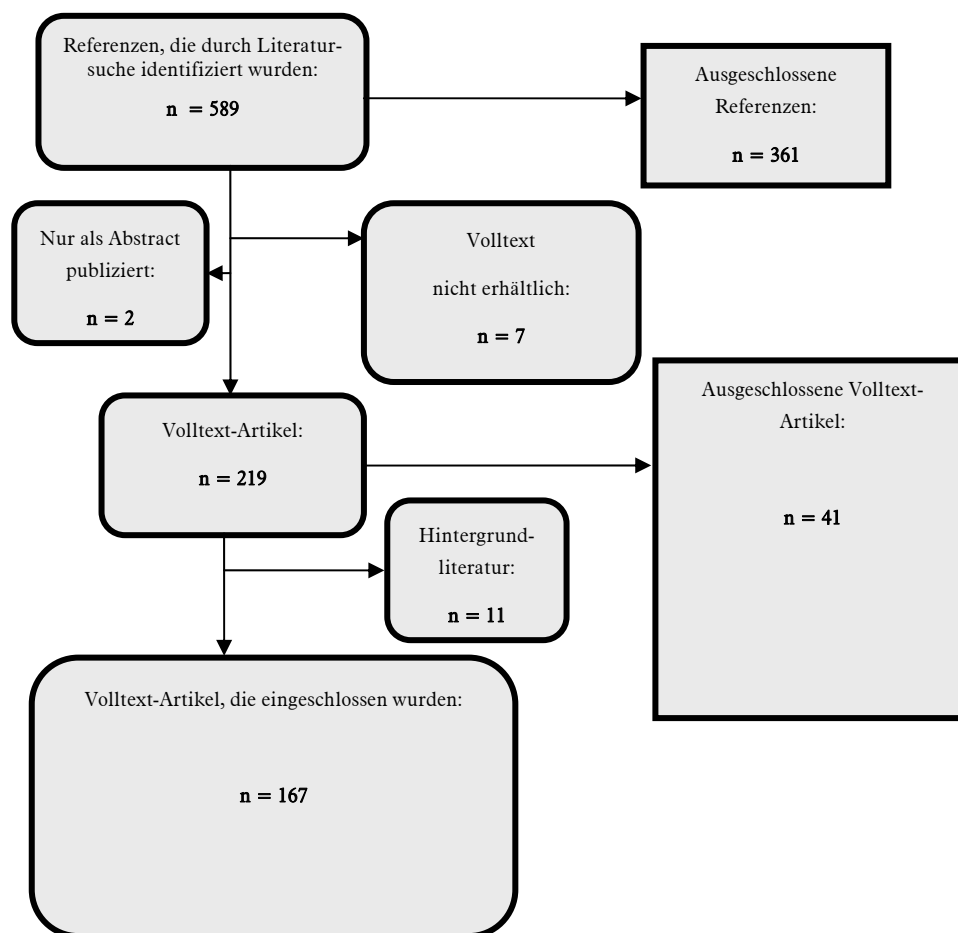 Referenzen, die durch Literatur-
suche identifiziert wurden:
n = 589
Ausgeschlossene
Referenzen:
n = 361
Nur als Abstract
publiziert:
n = 2
Volltext
nicht erhältlich:
n = 7
Volltext-Artikel:
n = 219
Ausgeschlossene Volltext-
Artikel:
n = 41
Hintergrund-
literatur:
n = 11
Volltext-Artikel, die eingeschlossen wurden:
n = 167